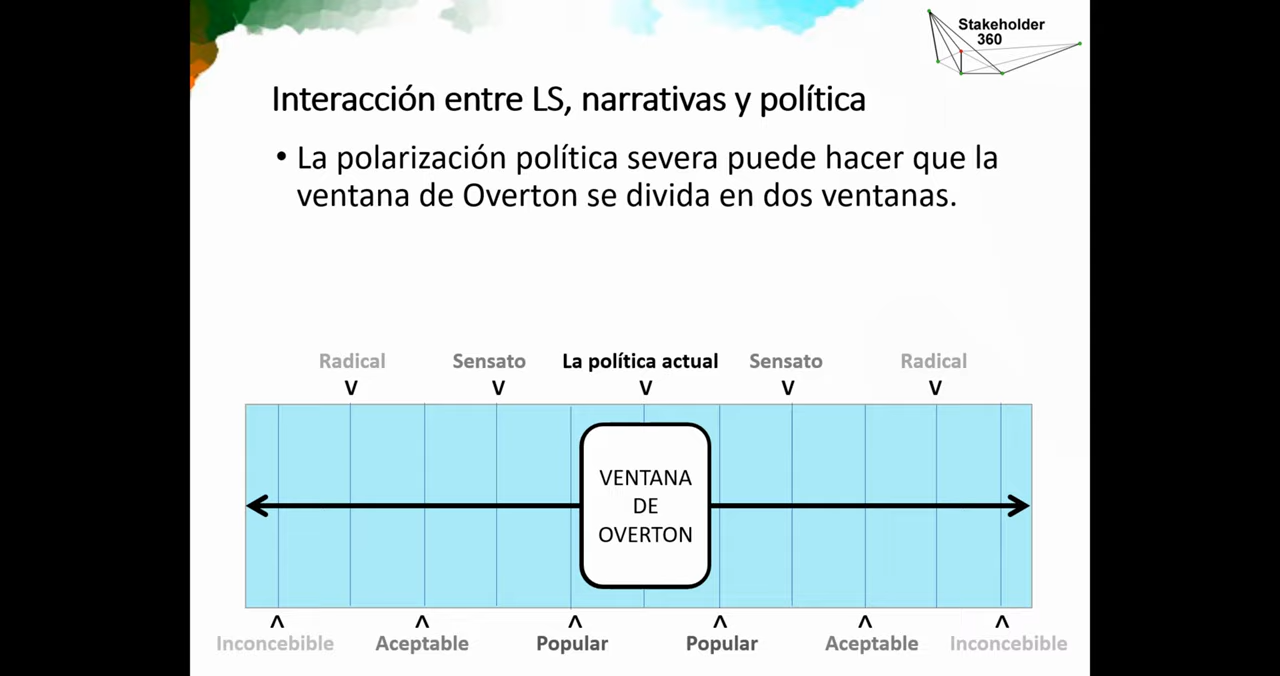 Stakeholder
360
Interacción entre LS, narrativas y política
• La polarización política severa puede hacer que la
ventana de Overton se divida en dos ventanas.
Radical Sensato La política actual Sensato Radical
V V V V V
VENTANA
DE
OVERTON
^ ^ ^ ^ ^ ^
Inconcebible Aceptable Popular Popular Aceptable Inconcebible